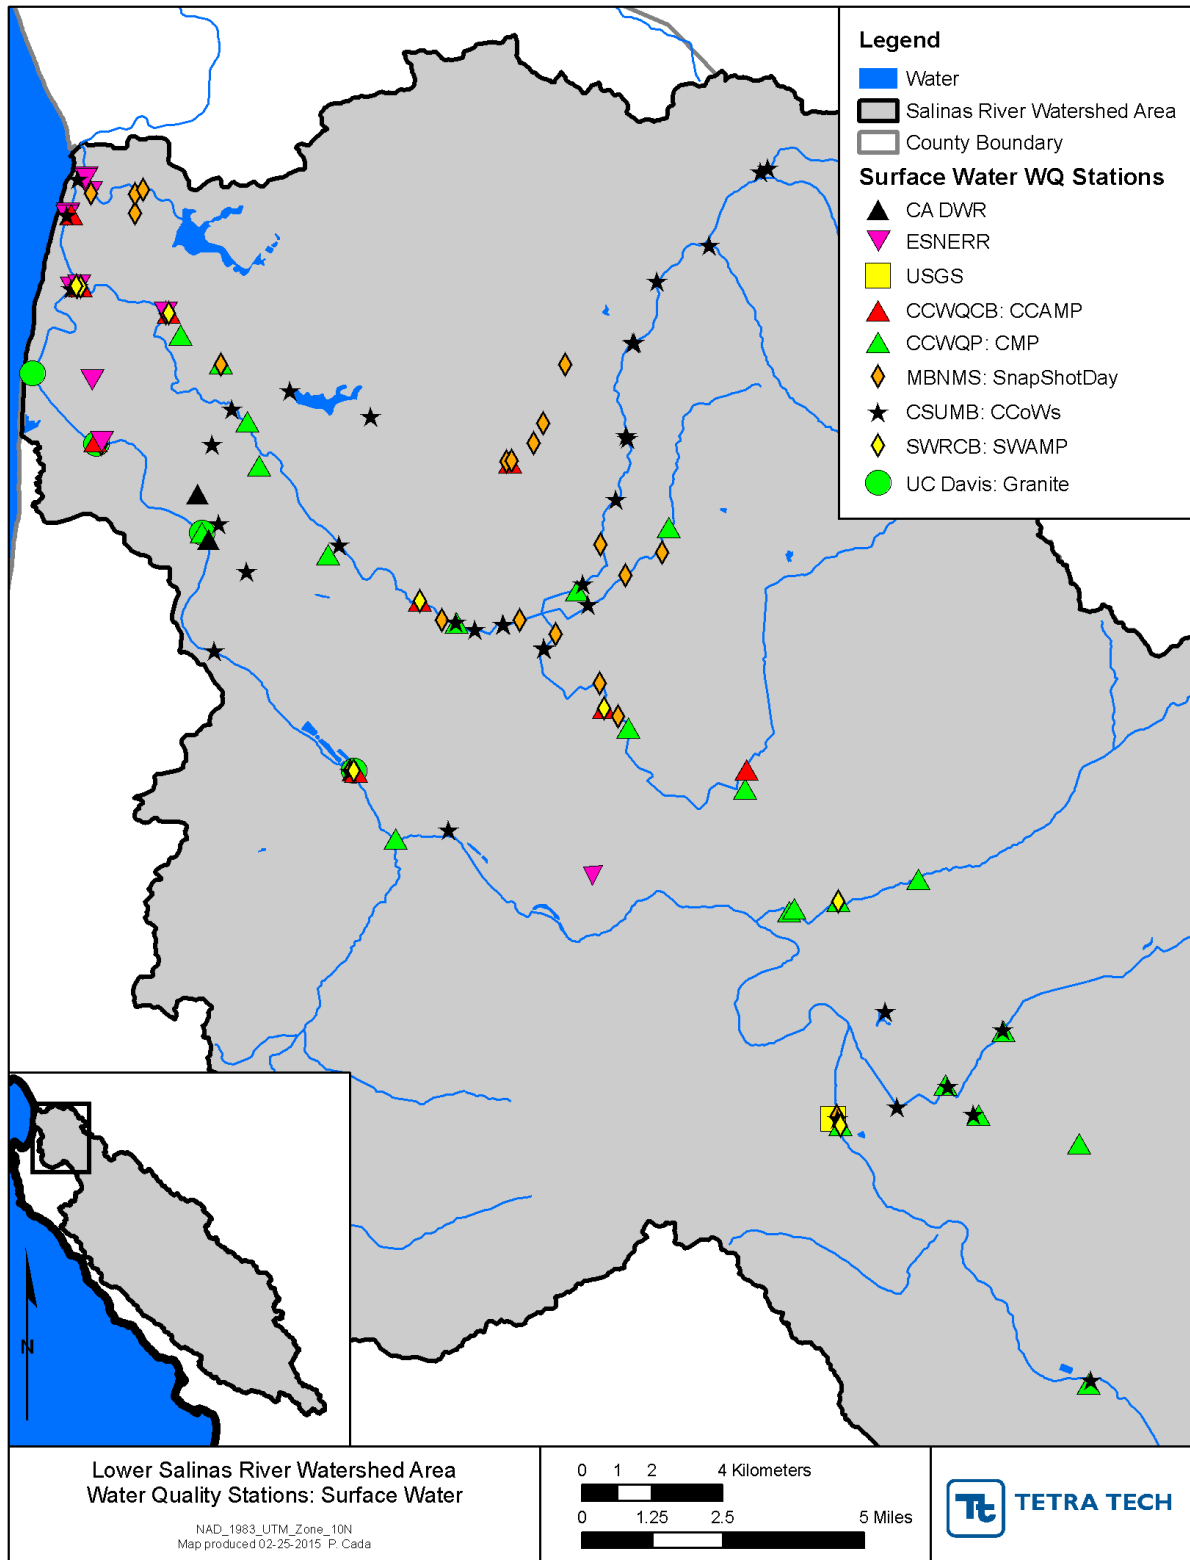 Legend
Water
Salinas River Watershed Area
County Boundary
Surface Water WQ Stations
CA DWR
ESNERR
USGS
CCWQCB: CCAMP
CCWQP: CMP
MBNMS: SnapShotDay
CSUMB: CCoWs
SWRCB: SWAMP
UC Davis: Granite
N
Lower Salinas River Watershed Area
Water Quality Stations: Surface Water
NAD_1983_UTM_Zone_10N
Map produced 02-25-2015 P. Cada
0 1 2 4 Kilometers
0 1.25 2.5 5 Miles
Tt TETRA TECH